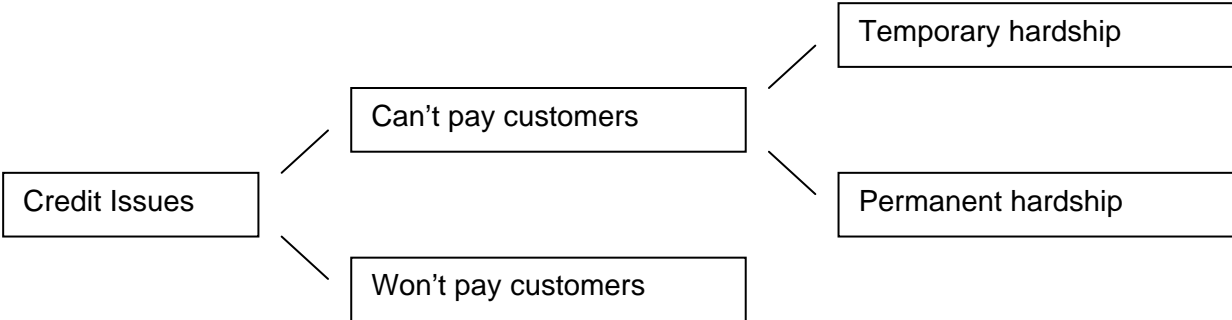 Temporary hardship
Can’t pay customers
Credit Issues
Permanent hardship
Won’t pay customers